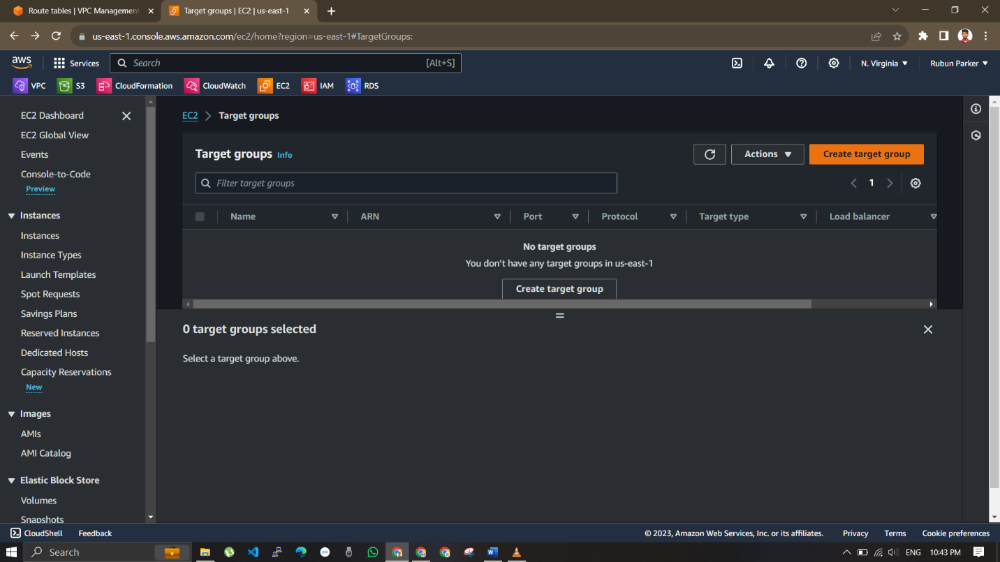 Route tables | VPC Management
Target groups | EC2 | us-east-1
us-east-1.console.aws.amazon.com/ec2/home?region=us-east-1#TargetGroups:
aws
Services
Search
[Alt+S]
N. Virginia
Rubun Parker
VPC
S3
CloudFormation
CloudWatch
EC2
IAM
RDS
EC2 Dashboard
EC2 Global View
Events
Console-to-Code
Preview
Instances
Instances
Instance Types
Launch Templates
Spot Requests
Savings Plans
Reserved Instances
Dedicated Hosts
Capacity Reservations
New
Images
AMIs
AMI Catalog
Elastic Block Store
Volumes
Snapshots
EC2
Target groups
Target groups Info
Actions
Create target group
Filter target groups
1
Name
ARN
Port
Protocol
Target type
Load balancer
No target groups
You don't have any target groups in us-east-1
Create target group
0 target groups selected
Select a target group above.
CloudShell
Feedback
© 2023, Amazon Web Services, Inc. or its affiliates.
Privacy
Terms
Cookie preferences
Search
ENG
10:43 PM